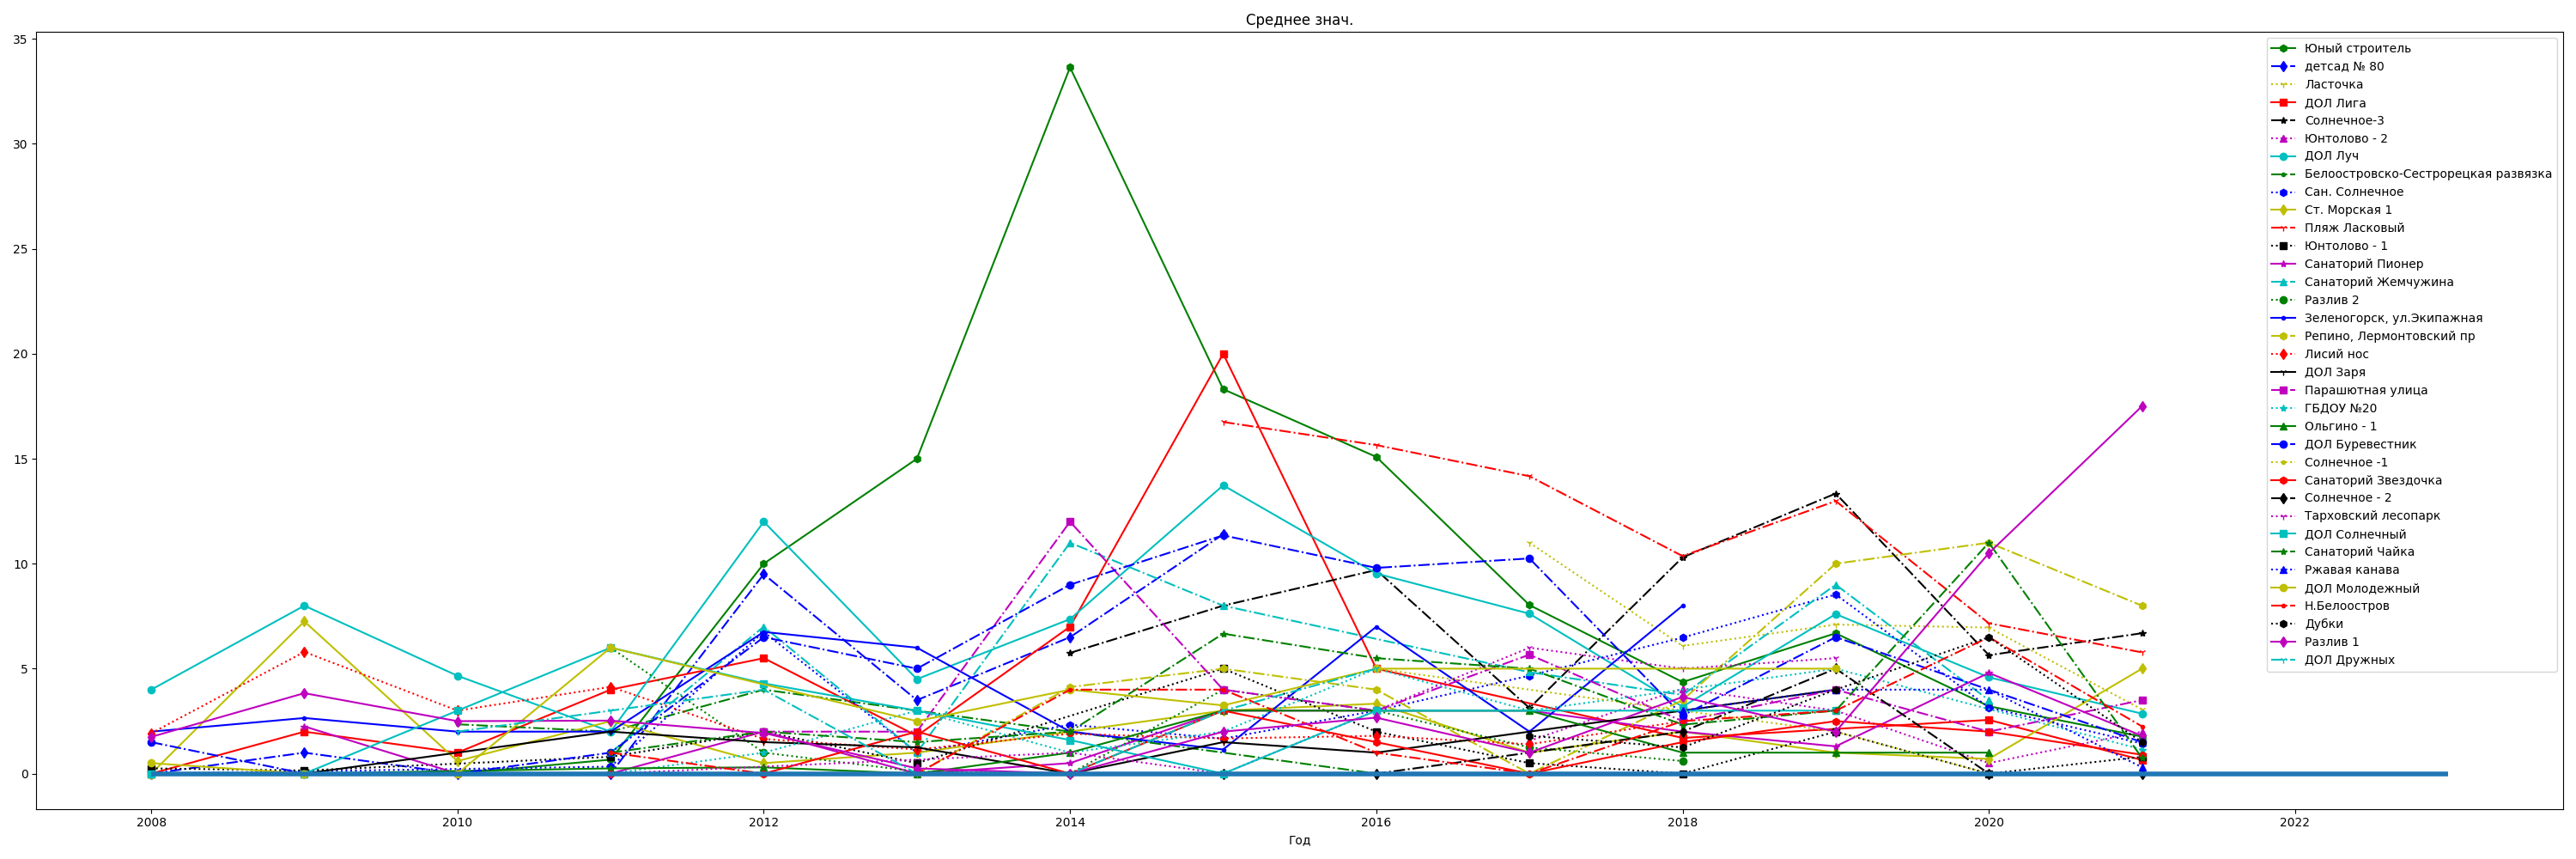 Среднее знач.
35
30
25
20
15
10
5
0
2008
2010
2012
2014
2016
2018
2020
2022
Год
Юный строитель
детсад № 80
Ласточка
ДОЛ Лига
Солнечное-3
Юнтолово - 2
ДОЛ Луч
Белоостровско-Сестрорецкая развязка
Сан. Солнечное
Ст. Морская 1
Пляж Ласковый
Юнтолово - 1
Санаторий Пионер
Санаторий Жемчужина
Разлив 2
Зеленогорск, ул.Экипажная
Репино, Лермонтовский пр
Лисий нос
ДОЛ Заря
Парашютная улица
ГБДОУ №20
Ольгино - 1
ДОЛ Буревестник
Солнечное -1
Санаторий Звездочка
Солнечное - 2
Тарховский лесопарк
ДОЛ Солнечный
Санаторий Чайка
Ржавая канава
ДОЛ Молодежный
Н.Белоостров
Дубки
Разлив 1
ДОЛ Дружных